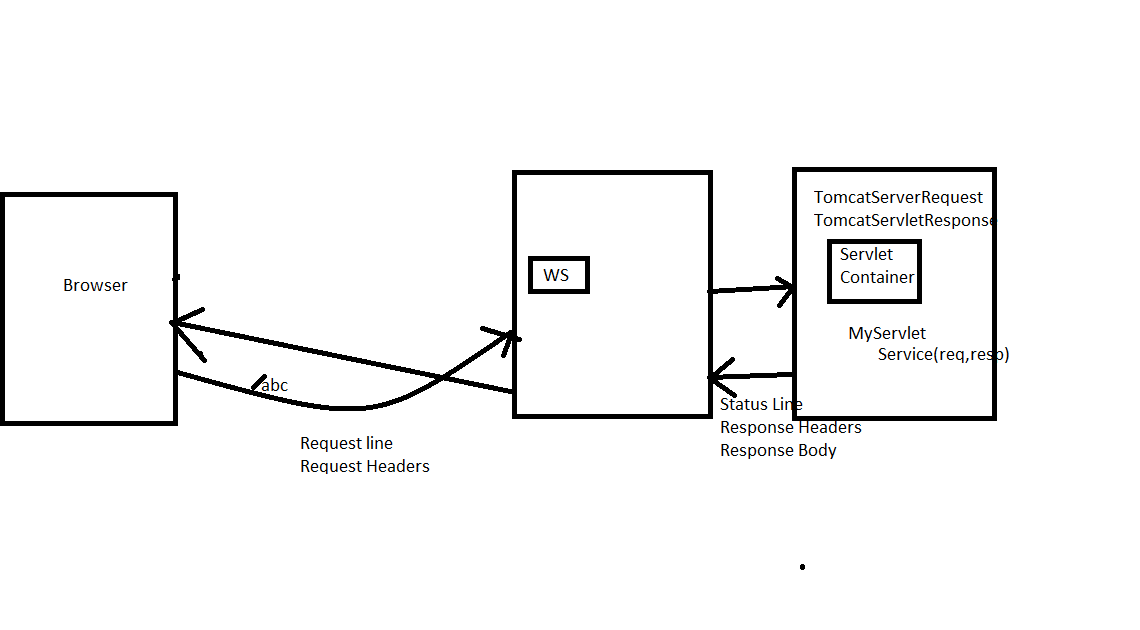 Browser
/abc
Request line
Request Headers
WS
TomcatServerRequest
TomcatServletResponse
Servlet
Container
MyServlet
Service(req,resp)
Status Line
Response Headers
Response Body